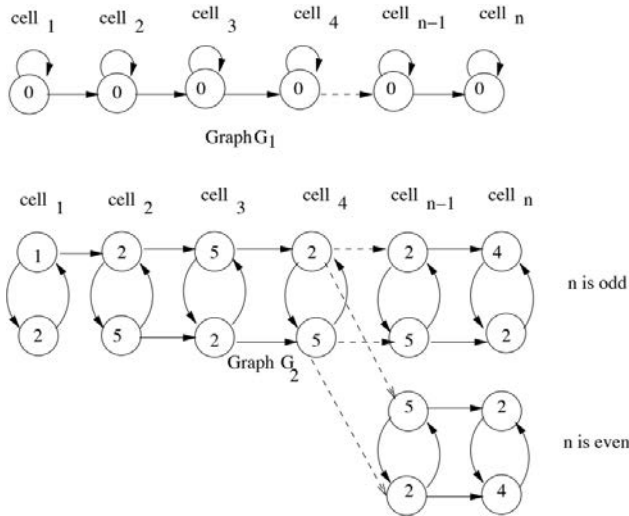 cell 1 cell 2 cell 3 cell 4 cell n−1 cell n
0 0 0 0 0 0
Graph G1
cell 1 cell 2 cell 3 cell 4 cell n−1 cell n
1 2 5 2 2 4
n is odd
2 5 2 5 5 2
Graph G2
5 2
n is even
2 4